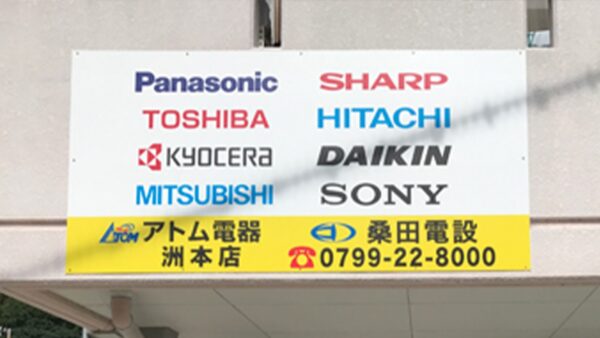 Panasonic SHARP
TOSHIBA HITACHI
KYOCERA DAIKIN
MITSUBISHI SONY
ATOM アトム電器 桑田電設
洲本店 0799-22-8000